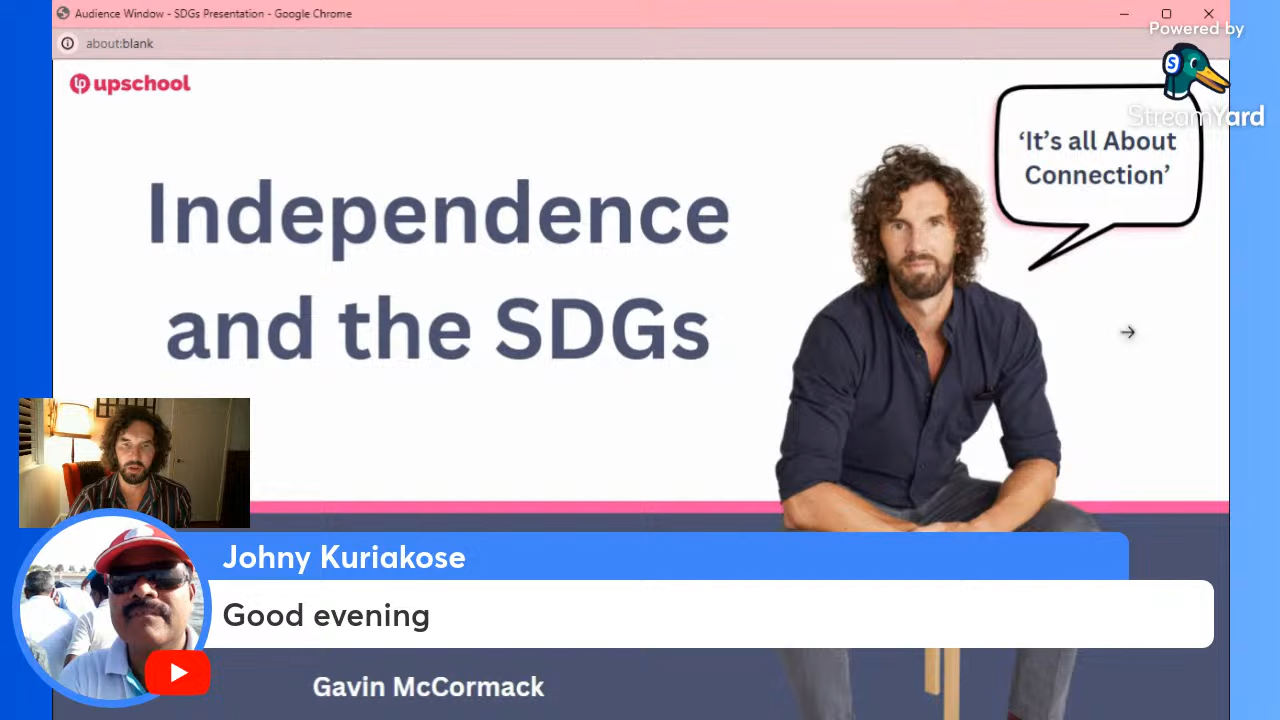 Audience Window - SDGs Presentation - Google Chrome
about:blank
Powered by
StreamYard
upschool
'It's all About
Connection'
Independence
and the SDGs
Johny Kuriakose
Good evening
Gavin McCormack